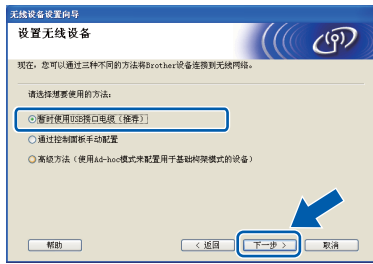 无线设备设置向导
设置无线设备
现在，您可以通过三种不同的方法将Brother设备连接到无线网络。
请选择想要使用的方法：
暂时使用USB接口电缆（推荐）
通过控制面板手动配置
高级方法（使用Ad-hoc模式来配置用于基础构架模式的设备）
帮助
< 返回
下一步 >
取消